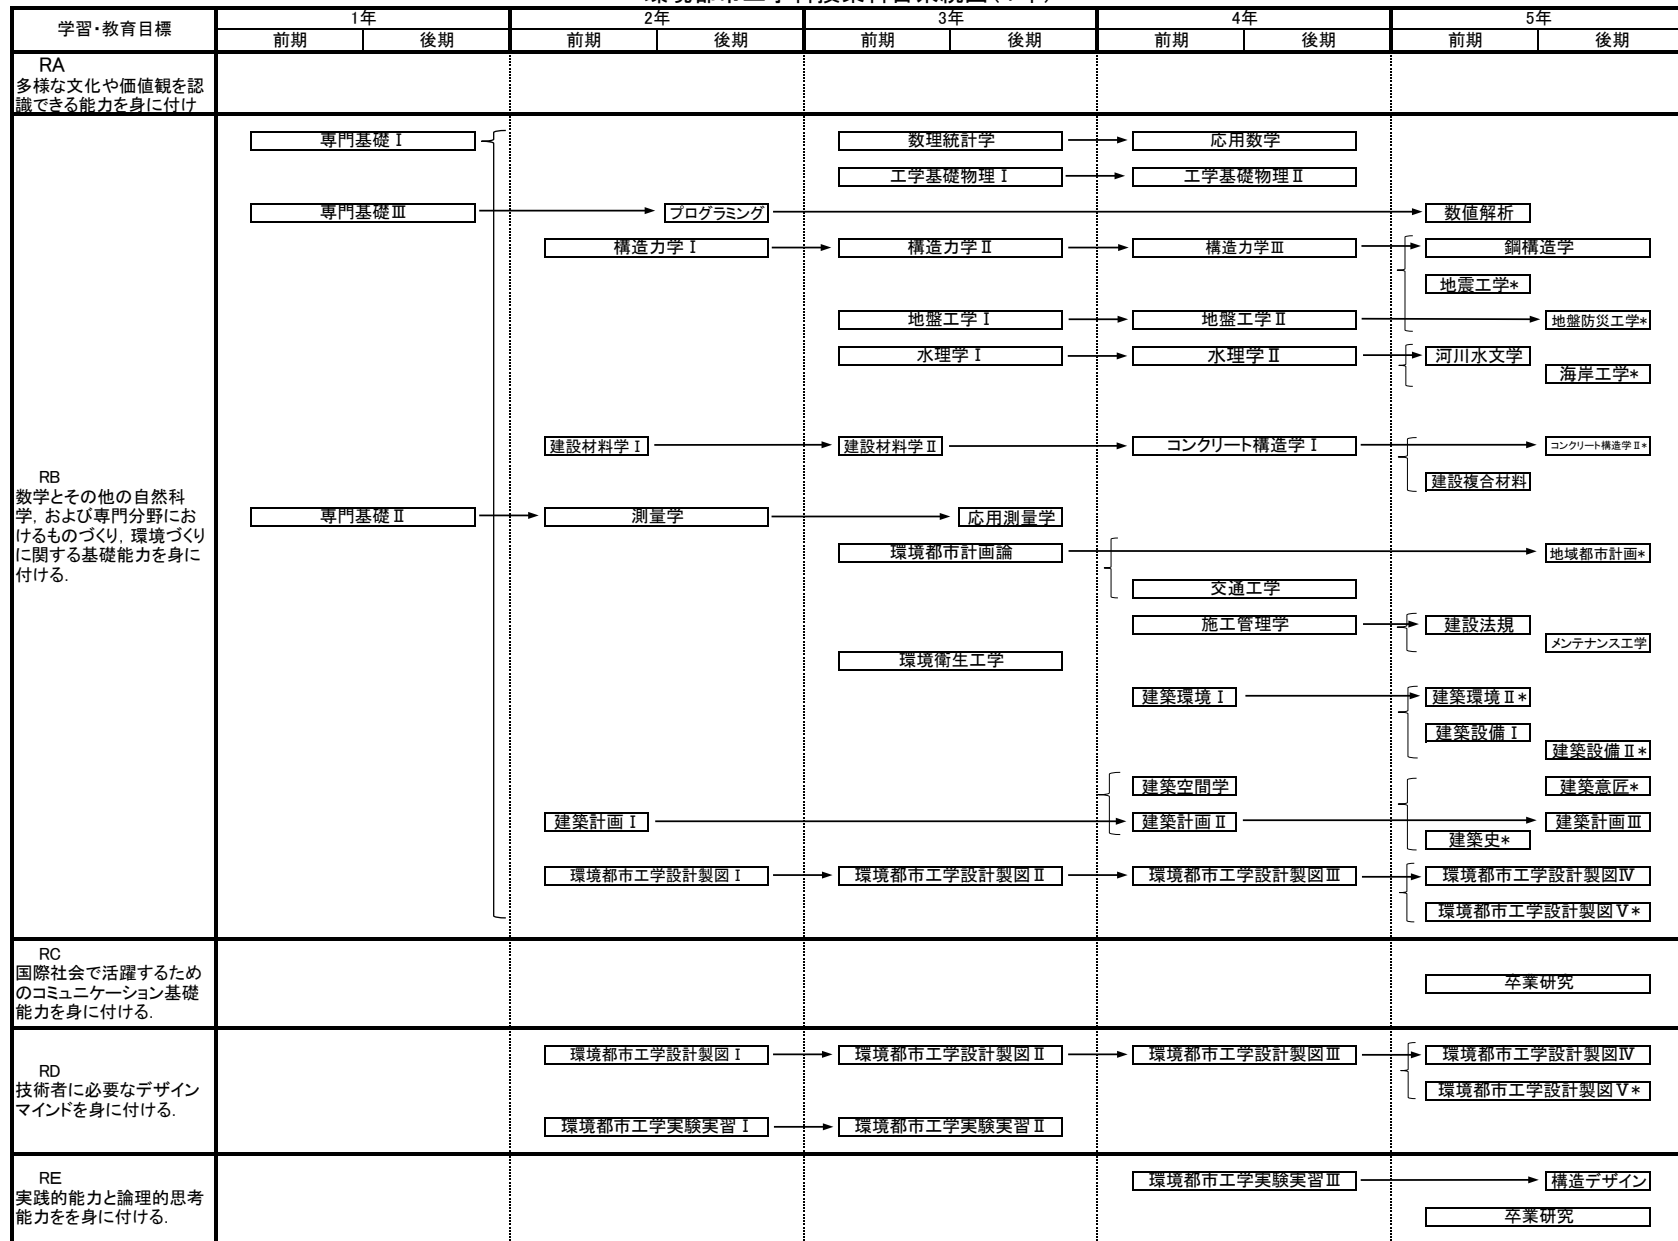 学習・教育目標
1年 2年 3年 4年 5年
前期 後期 前期 後期 前期 後期 前期 後期 前期 後期
RA
多様な文化や価値観を認
識できる能力を身に付け
専門基礎Ⅰ 数理統計学 応用数学
工学基礎物理Ⅰ 工学基礎物理Ⅱ
専門基礎Ⅲ プログラミング 数値解析
構造力学Ⅰ 構造力学Ⅱ 構造力学Ⅲ 鋼構造学
地震工学*
地盤工学Ⅰ 地盤工学Ⅱ 地盤防災工学*
水理学Ⅰ 水理学Ⅱ 河川水文学
海岸工学*
建設材料学Ⅰ 建設材料学Ⅱ コンクリート構造学Ⅰ コンクリート構造学Ⅱ*
建設複合材料
RB
数学とその他の自然科
学, および専門分野にお
けるものづくり, 環境づくり
に関する基礎能力を身に
付ける.
専門基礎Ⅱ 測量学 応用測量学
環境都市計画論 地域都市計画*
交通工学
施工管理学 建設法規
メンテナンス工学
環境衛生工学
建築環境Ⅰ 建築環境Ⅱ*
建築設備Ⅰ
建築設備Ⅱ*
建築空間学 建築意匠*
建築計画Ⅰ 建築計画Ⅱ 建築計画Ⅲ
建築史*
環境都市工学設計製図Ⅰ 環境都市工学設計製図Ⅱ 環境都市工学設計製図Ⅲ 環境都市工学設計製図Ⅳ
環境都市工学設計製図Ⅴ*
RC
国際社会で活躍するため
のコミュニケーション基礎
能力を身に付ける.
卒業研究
RD
技術者に必要なデザイン
マインドを身に付ける.
環境都市工学設計製図Ⅰ 環境都市工学設計製図Ⅱ 環境都市工学設計製図Ⅲ 環境都市工学設計製図Ⅳ
環境都市工学設計製図Ⅴ*
環境都市工学実験実習Ⅰ 環境都市工学実験実習Ⅱ
RE
実践的能力と論理的思考
能力をを身に付ける.
環境都市工学実験実習Ⅲ 構造デザイン
卒業研究